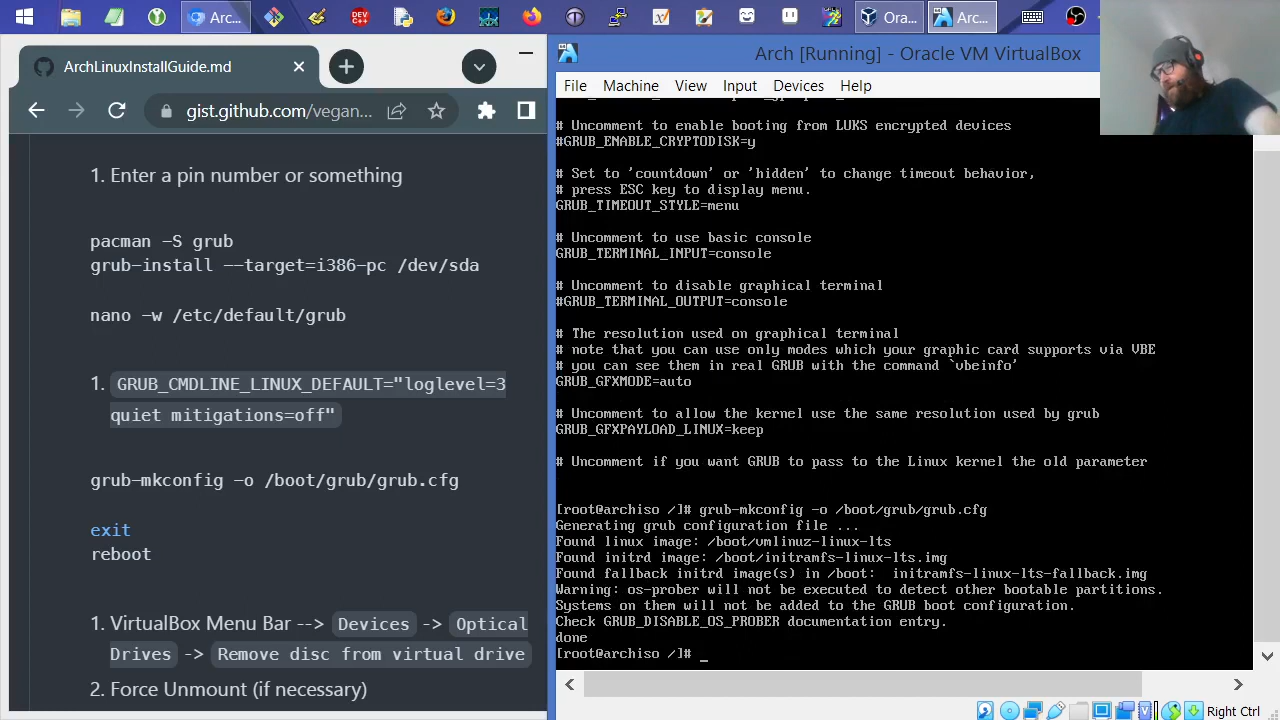 Arc...
DEV
C++
Ora...
Arc...
ArchLinuxInstallGuide.md
gist.github.com/vegan...
1. Enter a pin number or something
pacman -S grub
grub-install --target=i386-pc /dev/sda
nano -w /etc/default/grub
1. GRUB_CMDLINE_LINUX_DEFAULT="loglevel=3
quiet mitigations=off"
grub-mkconfig -o /boot/grub/grub.cfg
exit
reboot
1. VirtualBox Menu Bar --> Devices -> Optical
Drives -> Remove disc from virtual drive
2. Force Unmount (if necessary)
Arch [Running] - Oracle VM VirtualBox
File Machine View Input Devices Help
# Uncomment to enable booting from LUKS encrypted devices
#GRUB_ENABLE_CRYPTODISK=y
# Set to 'countdown' or 'hidden' to change timeout behavior,
# press ESC key to display menu.
GRUB_TIMEOUT_STYLE=menu
# Uncomment to use basic console
GRUB_TERMINAL_INPUT=console
# Uncomment to disable graphical terminal
#GRUB_TERMINAL_OUTPUT=console
# The resolution used on graphical terminal
# note that you can use only modes which your graphic card supports via VBE
# you can see them in real GRUB with the command `vbeinfo'
GRUB_GFXMODE=auto
# Uncomment to allow the kernel use the same resolution used by grub
GRUB_GFXPAYLOAD_LINUX=keep
# Uncomment if you want GRUB to pass to the Linux kernel the old parameter
[root@archiso /]# grub-mkconfig -o /boot/grub/grub.cfg
Generating grub configuration file ...
Found linux image: /boot/vmlinuz-linux-lts
Found initrd image: /boot/initramfs-linux-lts.img
Found fallback initrd image(s) in /boot:  initramfs-linux-lts-fallback.img
Warning: os-prober will not be executed to detect other bootable partitions.
Systems on them will not be added to the GRUB boot configuration.
Check GRUB_DISABLE_OS_PROBER documentation entry.
done
[root@archiso /]# _
Right Ctrl